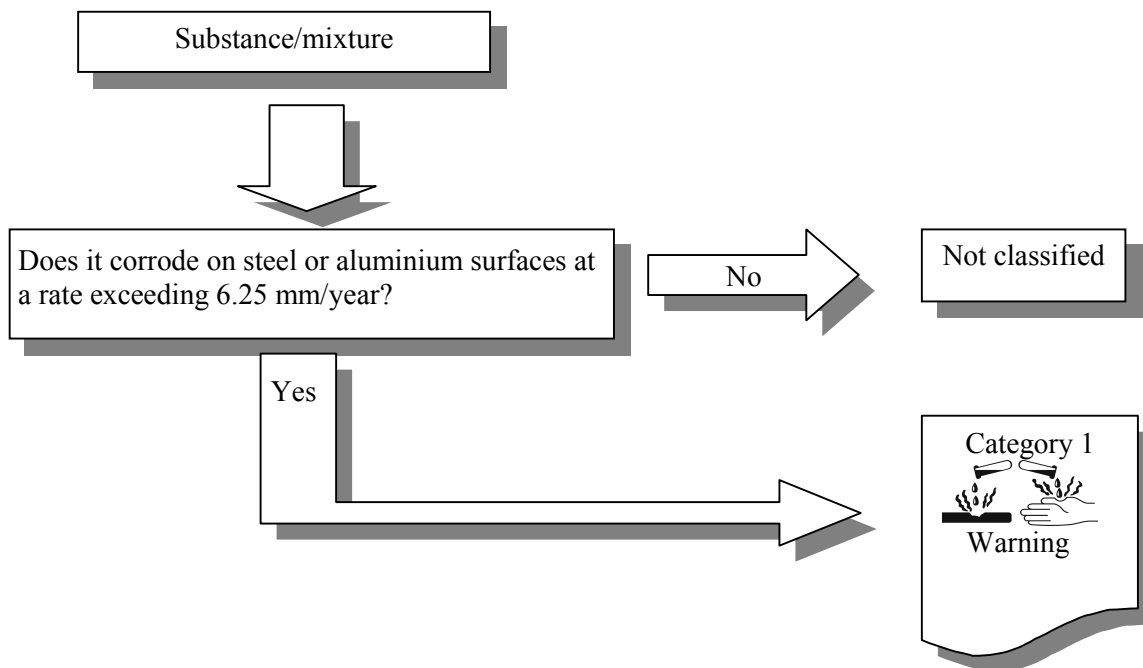 Substance/mixture
Does it corrode on steel or aluminium surfaces at
a rate exceeding 6.25 mm/year?
No
Not classified
Yes
Category 1
Warning